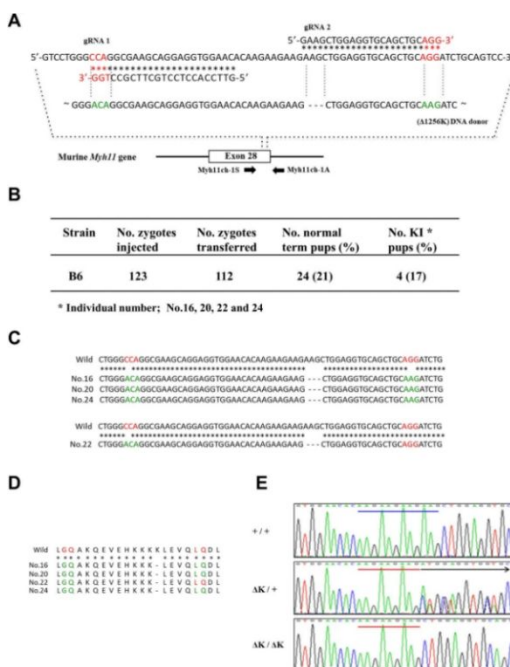 A
gRNA 2
5′-GAAGCTGGAGGTGCAGCTGCAGG-3′
gRNA 1
***********************
5′-GTCCTGGGCCAGGCGAAGCAGGAGGTGGAACACAAGAAGAAGAAGCTGGAGGTGCAGCTGCAGGATCTGCAGTCC-3′
***********************
3′-GGTCCGCTTCGTCCTCCACCTTG-5′
~ GGGACAGGCGAAGCAGGAGGTGGAACACAAGAAGAAG - - - CTGGAGGTGCAGCTGCAAGATC ~
(Δ1256K) DNA donor
Murine Myh11 gene
Exon 28
Myh11ch-1S
Myh11ch-1A
B
Strain No. zygotes injected No. zygotes transferred No. normal term pups (%) No. KI * pups (%)
B6 123 112 24 (21) 4 (17)
* Individual number; No.16, 20, 22 and 24
C
Wild CTGGGCCAGGCGAAGCAGGAGGTGGAACACAAGAAGAAGAAGCTGGAGGTGCAGCTGCAGGATCTG
No.16 CTGGGACAGGCGAAGCAGGAGGTGGAACACAAGAAGAAG - - - CTGGAGGTGCAGCTGCAAGATCTG
No.20 CTGGGACAGGCGAAGCAGGAGGTGGAACACAAGAAGAAG - - - CTGGAGGTGCAGCTGCAAGATCTG
No.24 CTGGGACAGGCGAAGCAGGAGGTGGAACACAAGAAGAAG - - - CTGGAGGTGCAGCTGCAAGATCTG
Wild CTGGGCCAGGCGAAGCAGGAGGTGGAACACAAGAAGAAGAAGCTGGAGGTGCAGCTGCAGGATCTG
No.22 CTGGGACAGGCGAAGCAGGAGGTGGAACACAAGAAGAAG - - - CTGGAGGTGCAGCTGCAGGATCTG
D
Wild LGQAKQEVEHKKKKLEVQLQDL
No.16 LGQAKQEVEHKKK-LEVQLQDL
No.20 LGQAKQEVEHKKK-LEVQLQDL
No.22 LGQAKQEVEHKKK-LEVQLQDL
No.24 LGQAKQEVEHKKK-LEVQLQDL
E
+ / +
ΔK / +
ΔK / ΔK